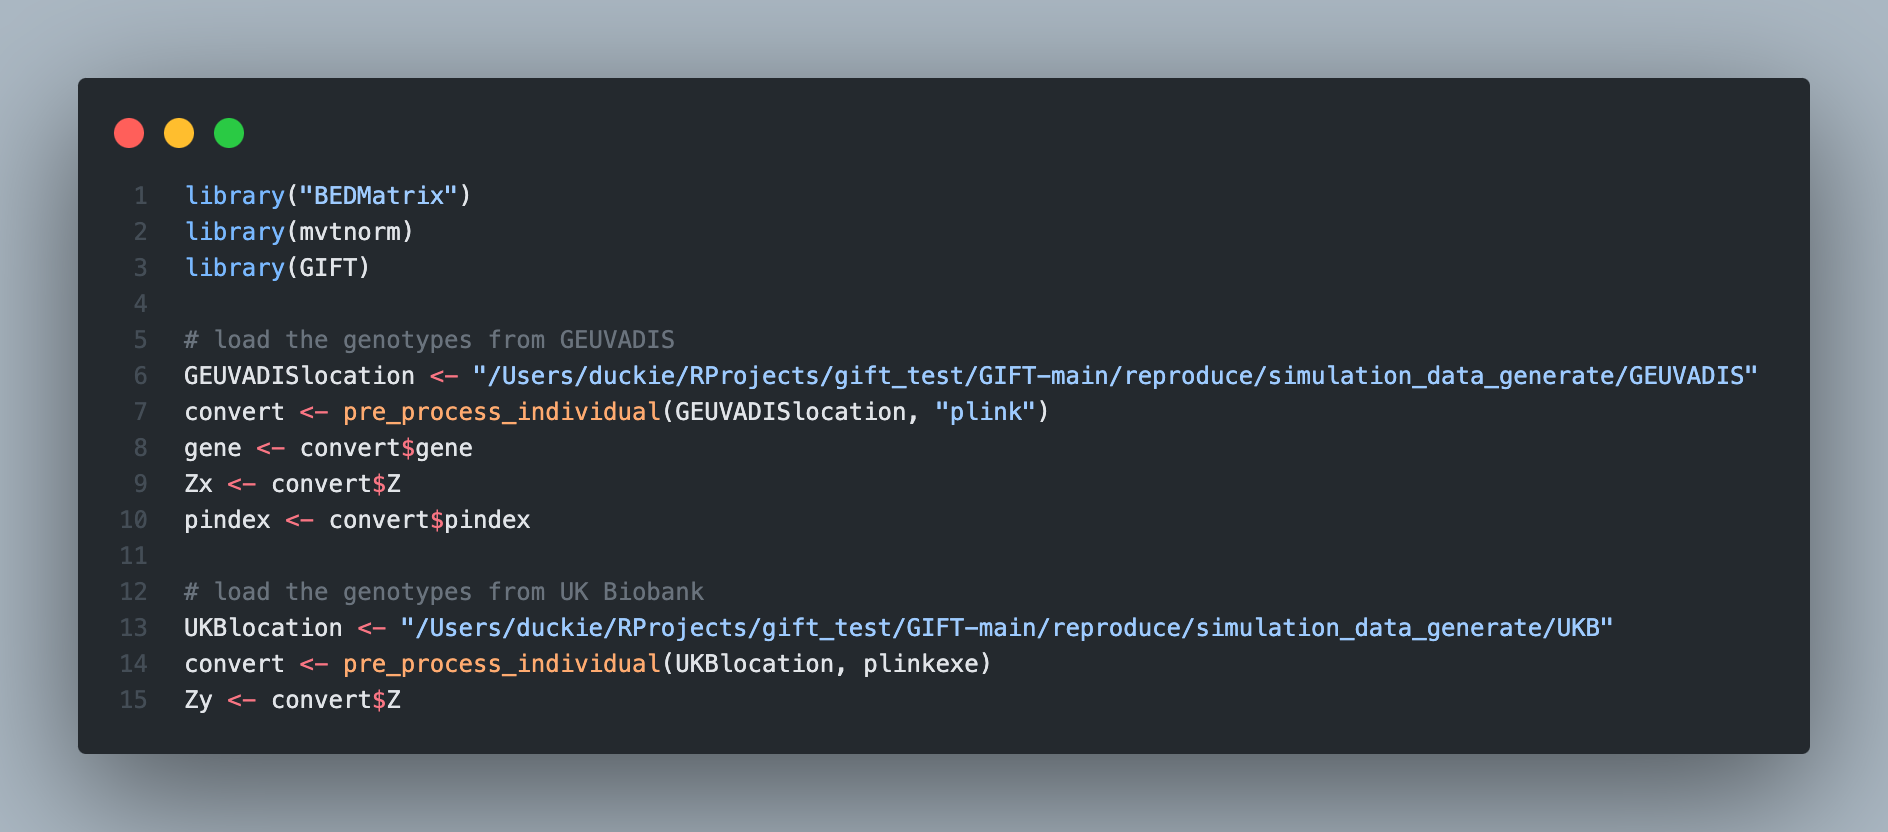 1 library("BEDMatrix")
2 library(mvtnorm)
3 library(GIFT)
4
5 # load the genotypes from GEUVADIS
6 GEUVADISlocation <- "/Users/duckie/RProjects/gift_test/GIFT-main/reproduce/simulation_data_generate/GEUVADIS"
7 convert <- pre_process_individual(GEUVADISlocation, "plink")
8 gene <- convert$gene
9 Zx <- convert$Z
10 pindex <- convert$pindex
11
12 # load the genotypes from UK Biobank
13 UKBlocation <- "/Users/duckie/RProjects/gift_test/GIFT-main/reproduce/simulation_data_generate/UKB"
14 convert <- pre_process_individual(UKBlocation, plinkexe)
15 Zy <- convert$Z